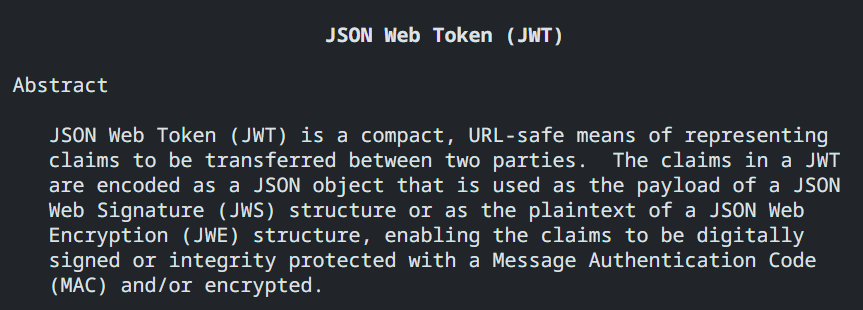 JSON Web Token (JWT)
Abstract
JSON Web Token (JWT) is a compact, URL-safe means of representing
claims to be transferred between two parties.  The claims in a JWT
are encoded as a JSON object that is used as the payload of a JSON
Web Signature (JWS) structure or as the plaintext of a JSON Web
Encryption (JWE) structure, enabling the claims to be digitally
signed or integrity protected with a Message Authentication Code
(MAC) and/or encrypted.